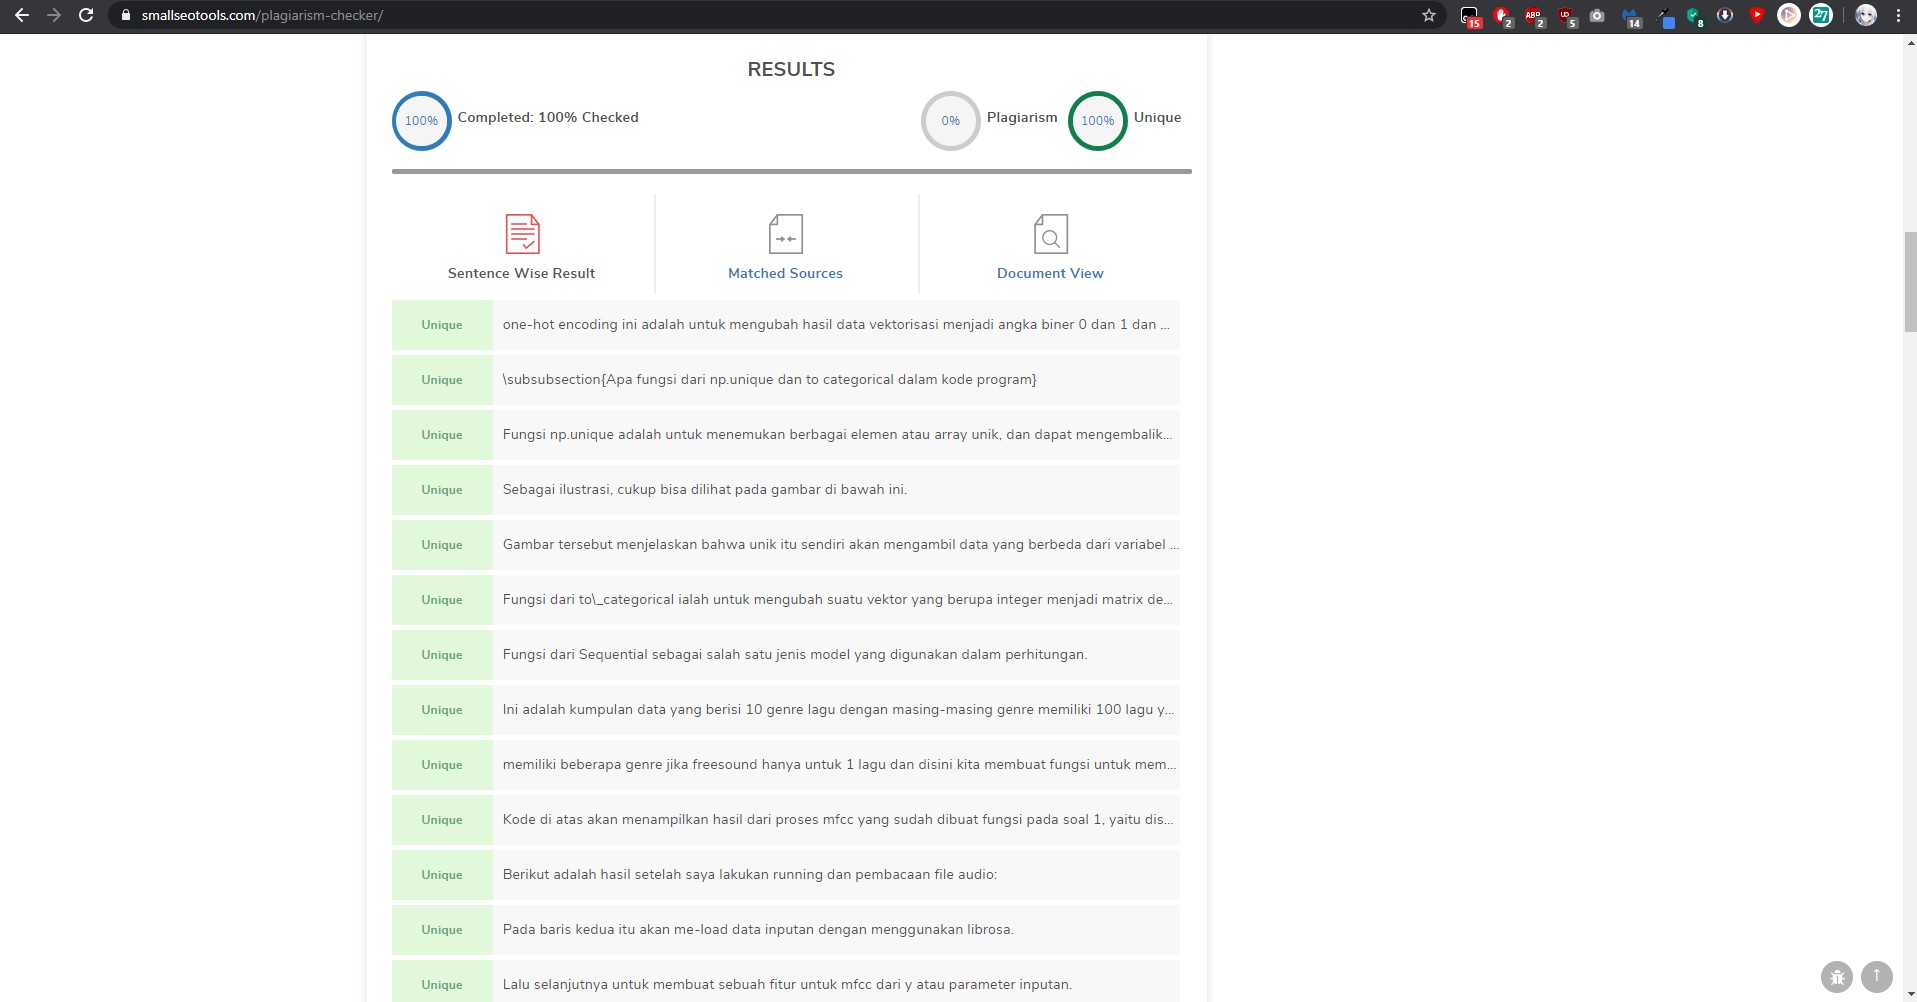 smallseotools.com/plagiarism-checker/
15
2
ABP
2
5
14
8
27
RESULTS
100%
Completed: 100% Checked
0%
Plagiarism
100%
Unique
Sentence Wise Result
Matched Sources
Document View
Unique one-hot encoding ini adalah untuk mengubah hasil data vektorisasi menjadi angka biner 0 dan 1 dan ...
Unique \subsubsection{Apa fungsi dari np.unique dan to categorical dalam kode program}
Unique Fungsi np.unique adalah untuk menemukan berbagai elemen atau array unik, dan dapat mengembalik...
Unique Sebagai ilustrasi, cukup bisa dilihat pada gambar di bawah ini.
Unique Gambar tersebut menjelaskan bahwa unik itu sendiri akan mengambil data yang berbeda dari variabel ...
Unique Fungsi dari to\_categorical ialah untuk mengubah suatu vektor yang berupa integer menjadi matrix de...
Unique Fungsi dari Sequential sebagai salah satu jenis model yang digunakan dalam perhitungan.
Unique Ini adalah kumpulan data yang berisi 10 genre lagu dengan masing-masing genre memiliki 100 lagu y...
Unique memiliki beberapa genre jika freesound hanya untuk 1 lagu dan disini kita membuat fungsi untuk mem...
Unique Kode di atas akan menampilkan hasil dari proses mfcc yang sudah dibuat fungsi pada soal 1, yaitu dis...
Unique Berikut adalah hasil setelah saya lakukan running dan pembacaan file audio:
Unique Pada baris kedua itu akan me-load data inputan dengan menggunakan librosa.
Unique Lalu selanjutnya untuk membuat sebuah fitur untuk mfcc dari y atau parameter inputan.